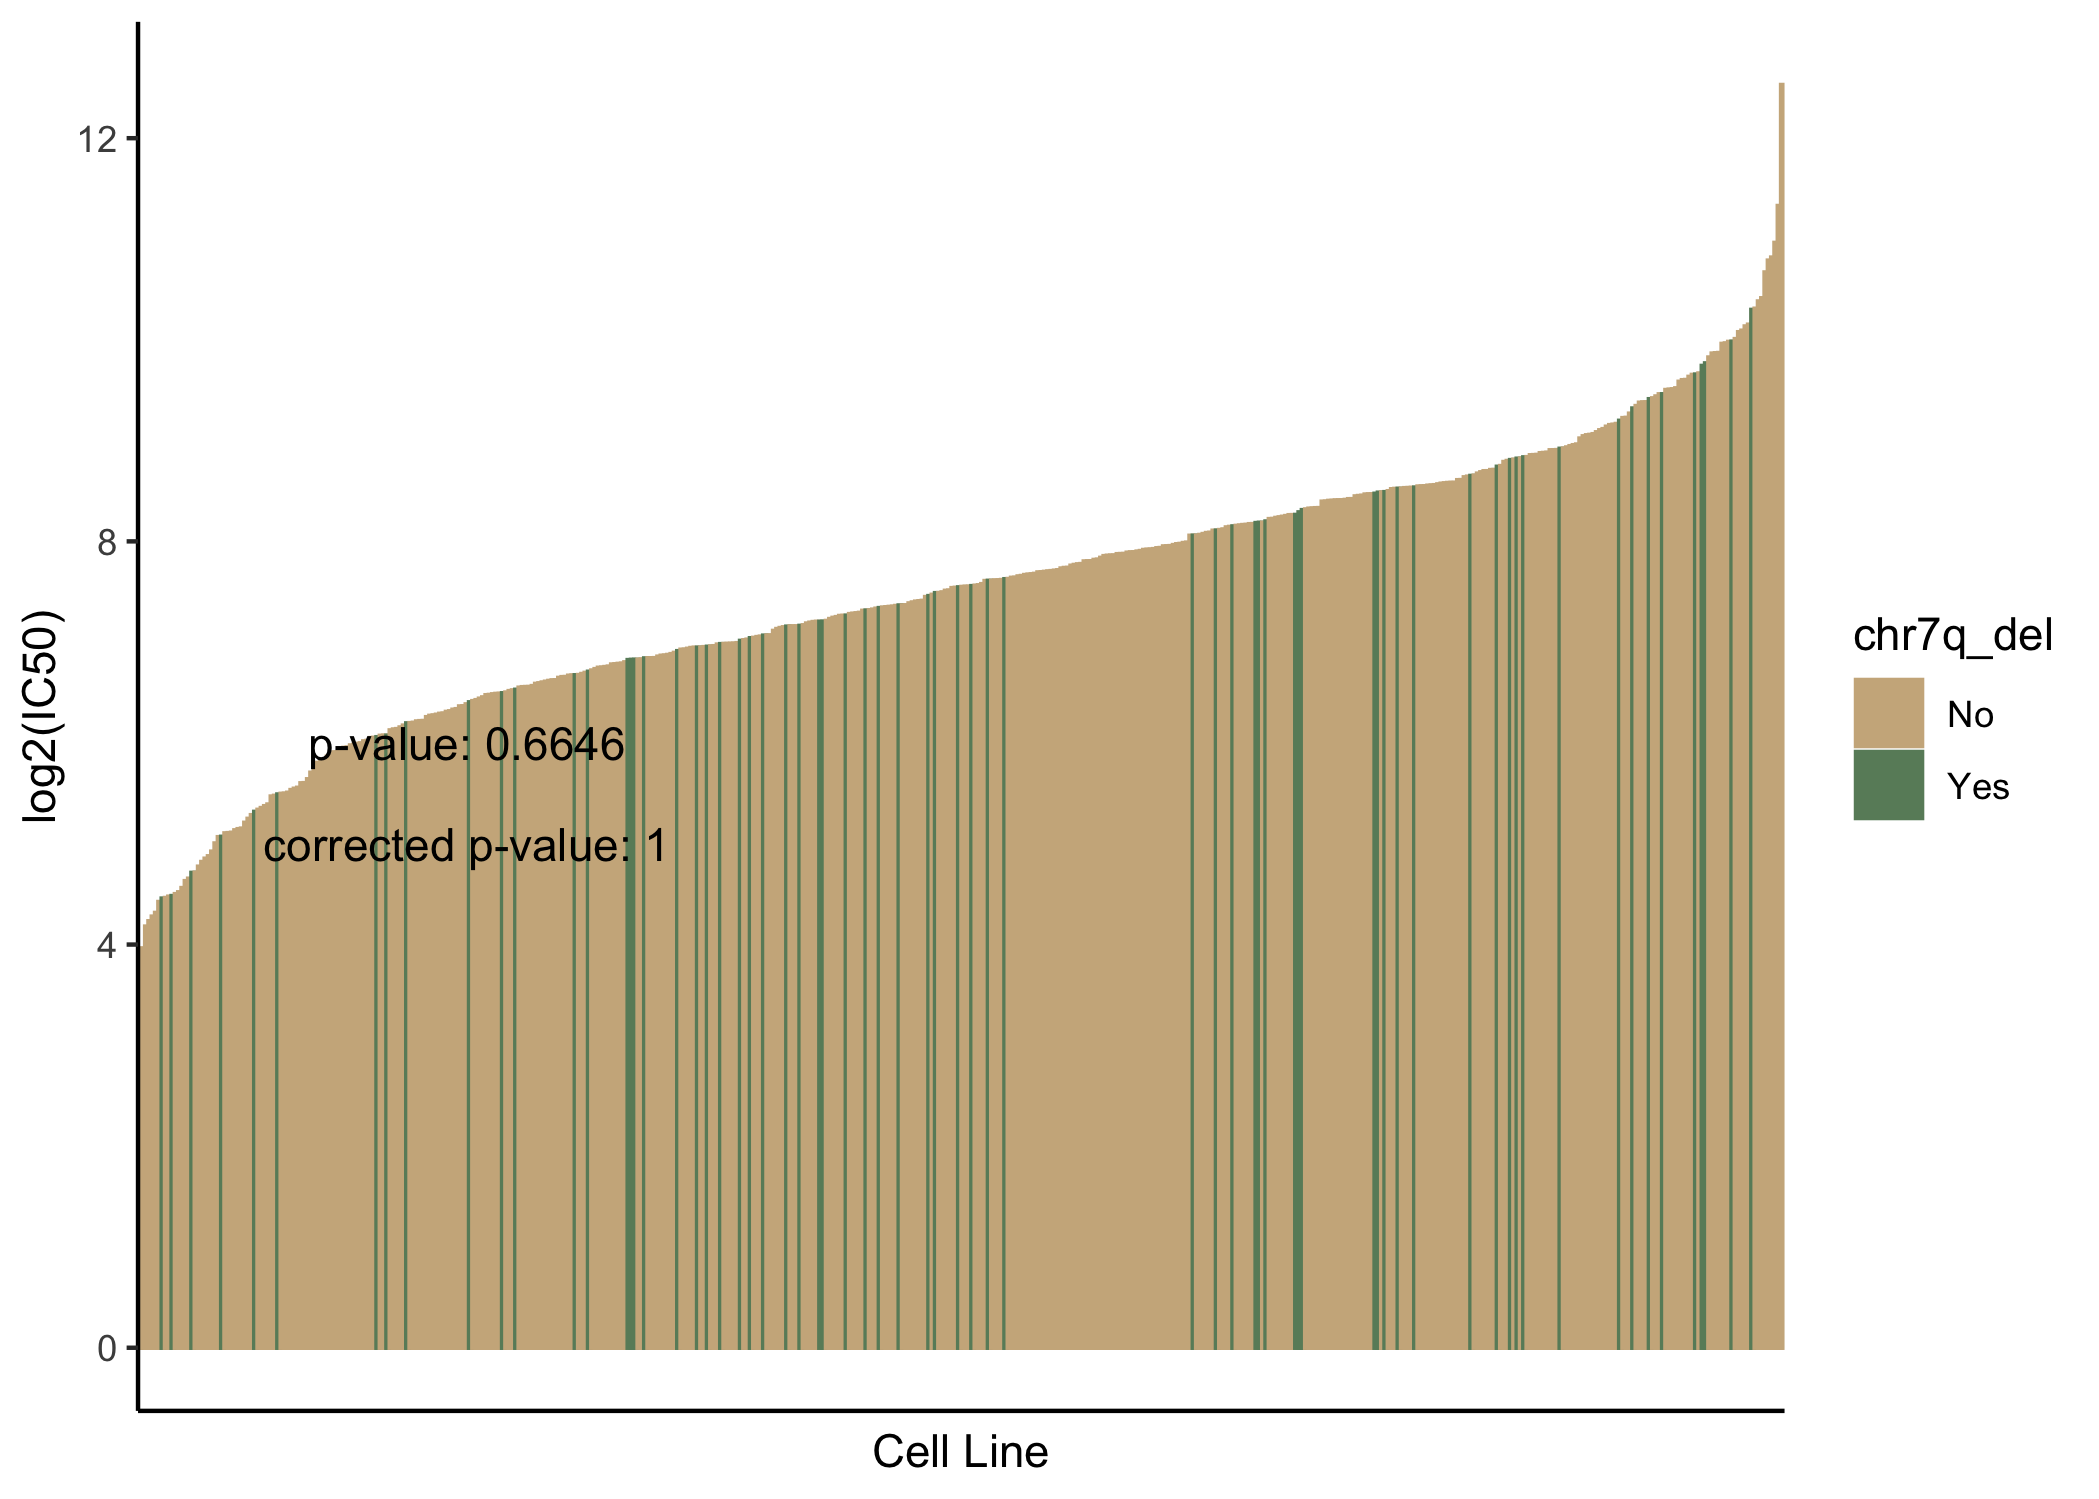 12
8
4
0
log2(IC50)
p-value: 0.6646
corrected p-value: 1
Cell Line
chr7q_del
No
Yes